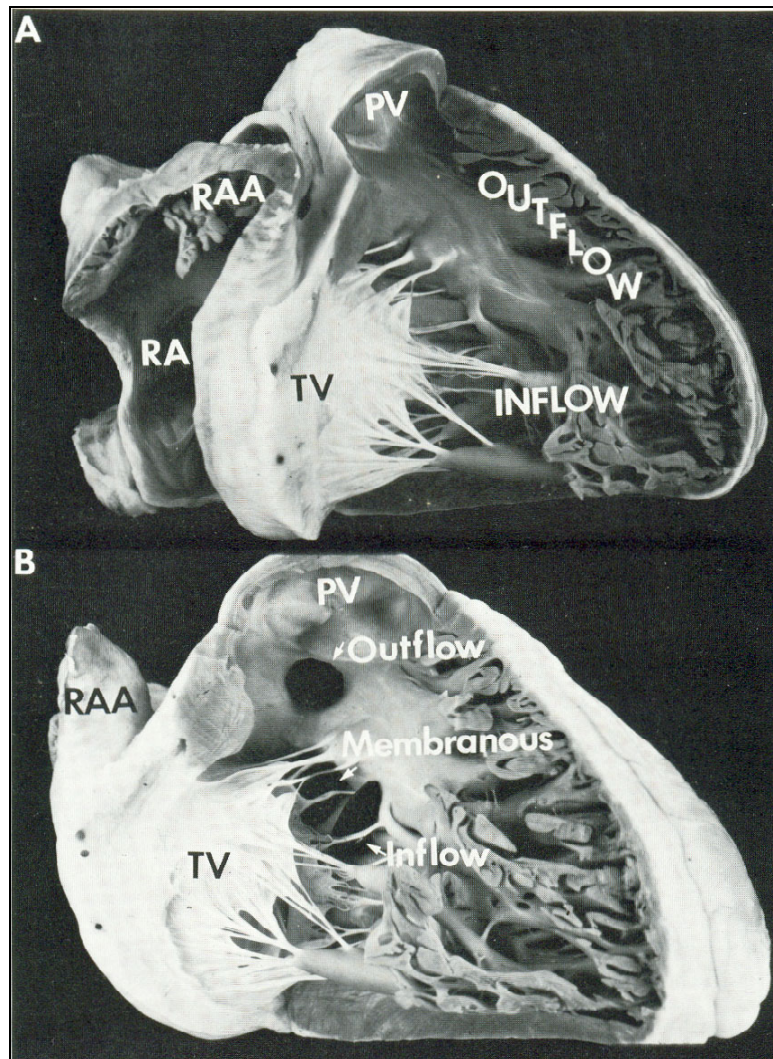 A
PV
RAA
OUTFLOW
RA
TV
INFLOW
B
PV
Outflow
RAA
Membranous
TV
Inflow